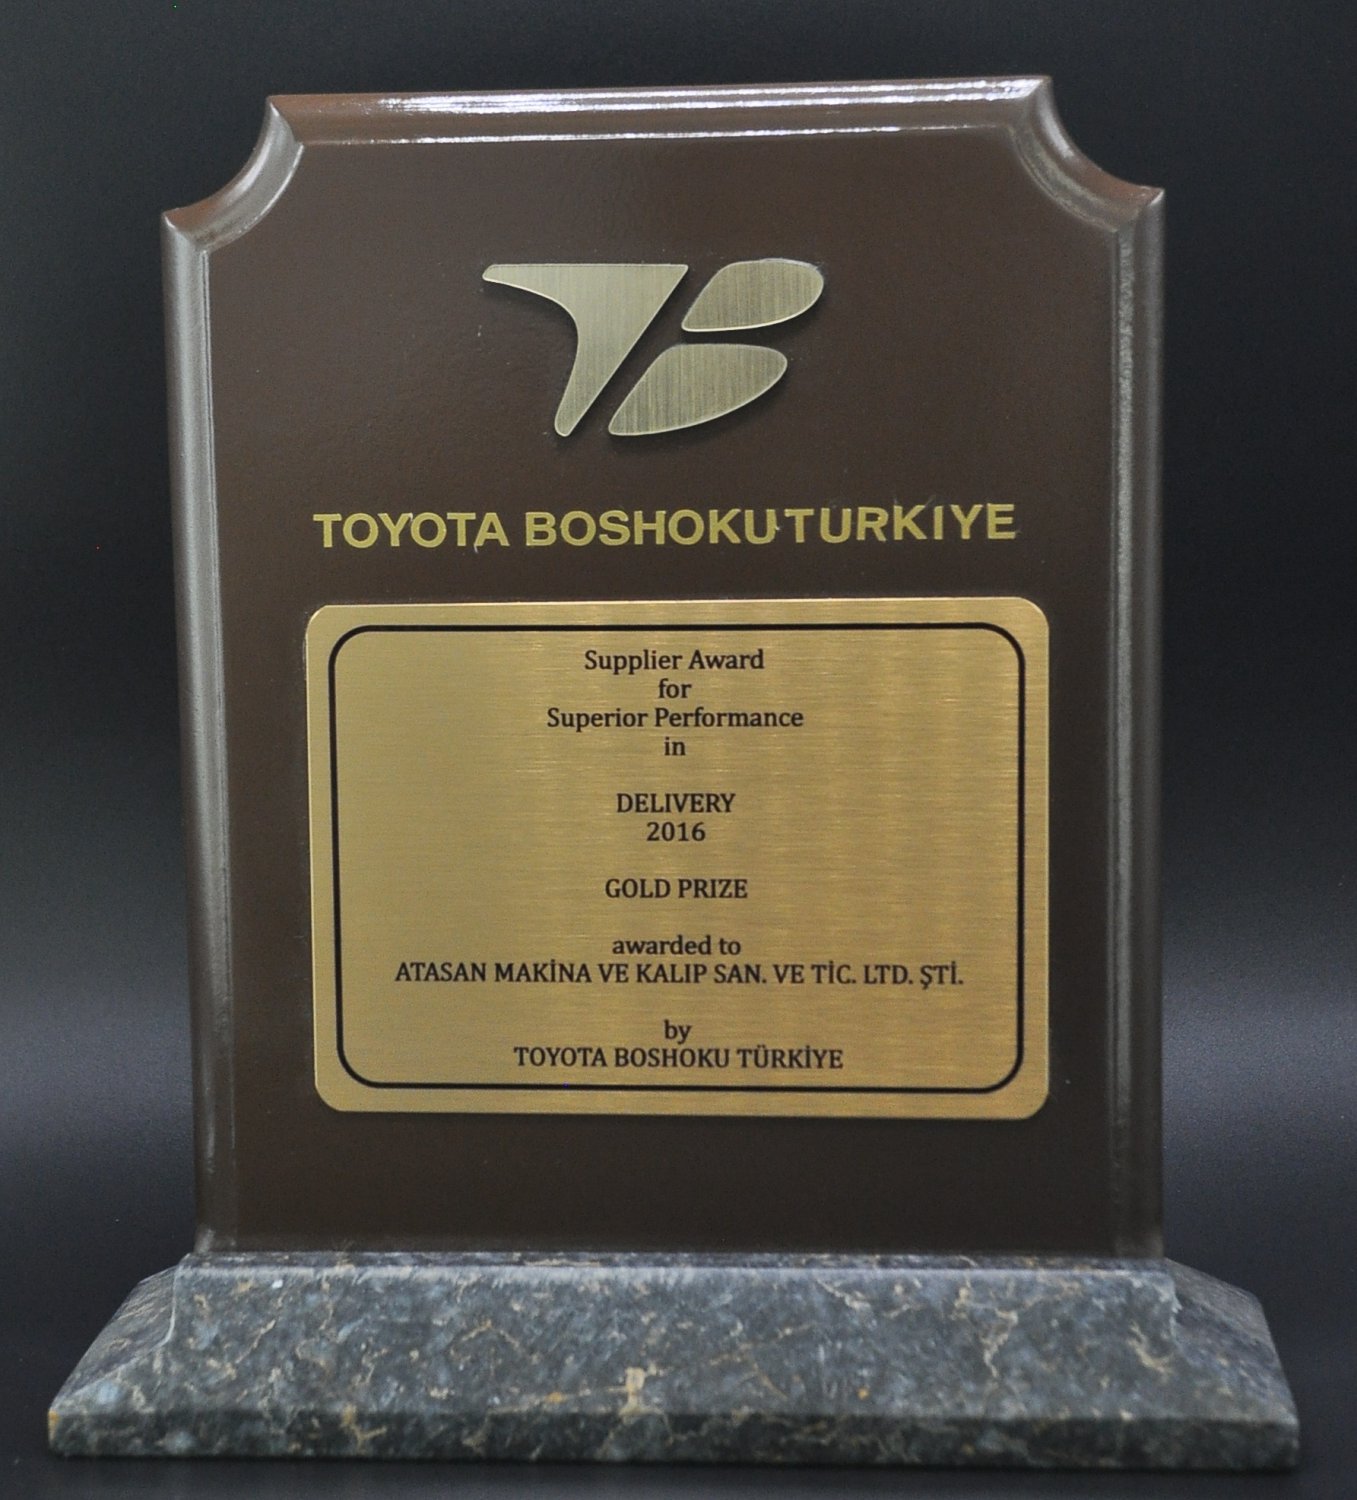 TB
TOYOTA BOSHOKU TURKIYE
Supplier Award
for
Superior Performance
in
DELIVERY
2016
GOLD PRIZE
awarded to
ATASAN MAKİNA VE KALIP SAN. VE TİC. LTD. ŞTİ.
by
TOYOTA BOSHOKU TÜRKİYE